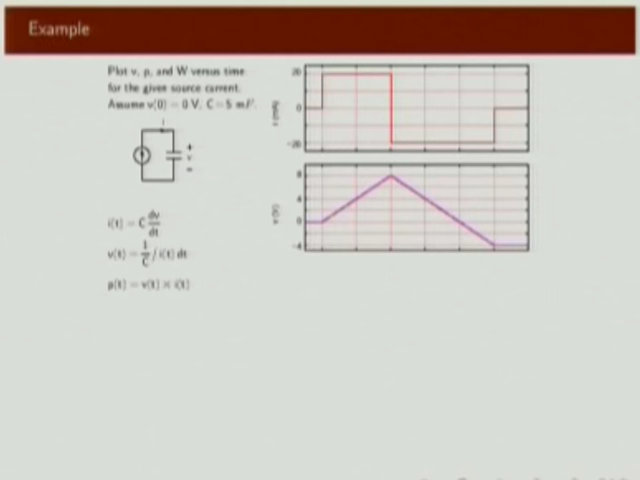 Example
Plot v, p, and W versus time
for the given source current.
Assume v(0) = 0 V, C = 5 mF.
i
+
v
−
i(t) = C dv/dt
v(t) = 1/C ∫ i(t) dt
p(t) = v(t) × i(t)
20
0
−20
v (V)
8
4
0
−4